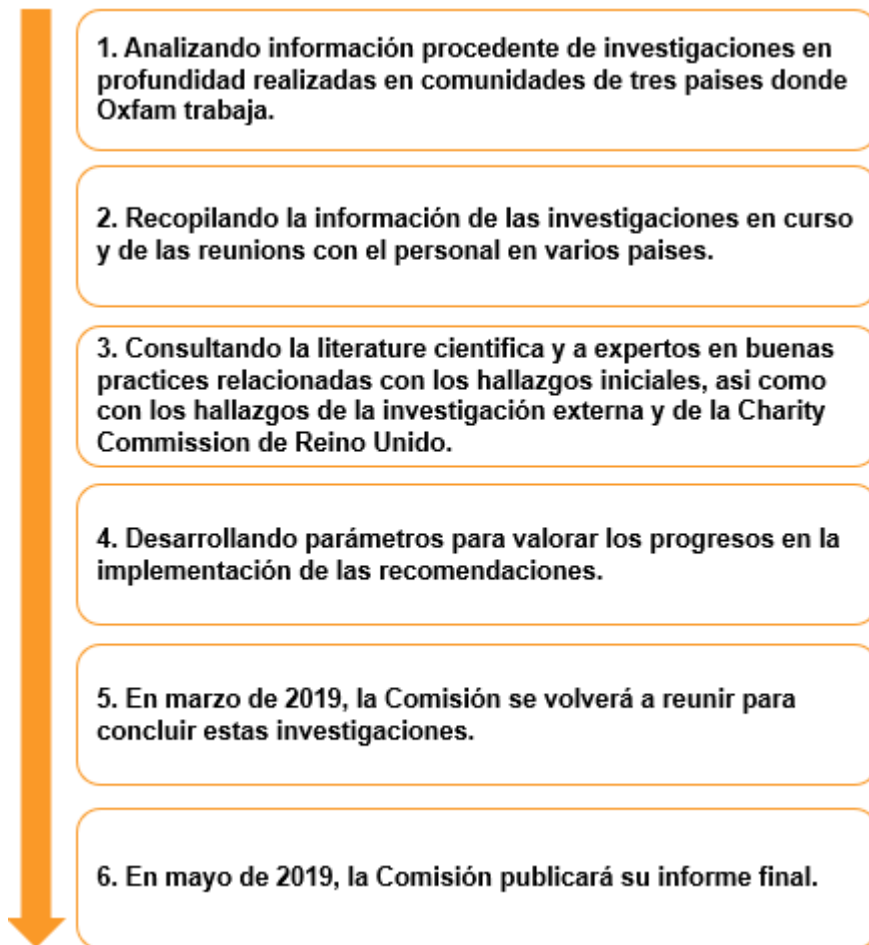 1. Analizando información procedente de investigaciones en
profundidad realizadas en comunidades de tres paises donde
Oxfam trabaja.
2. Recopilando la información de las investigaciones en curso
y de las reunions con el personal en varios paises.
3. Consultando la literature cientifica y a expertos en buenas
practices relacionadas con los hallazgos iniciales, asi como
con los hallazgos de la investigación externa y de la Charity
Commission de Reino Unido.
4. Desarrollando parámetros para valorar los progresos en la
implementación de las recomendaciones.
5. En marzo de 2019, la Comisión se volverá a reunir para
concluir estas investigaciones.
6. En mayo de 2019, la Comisión publicará su informe final.